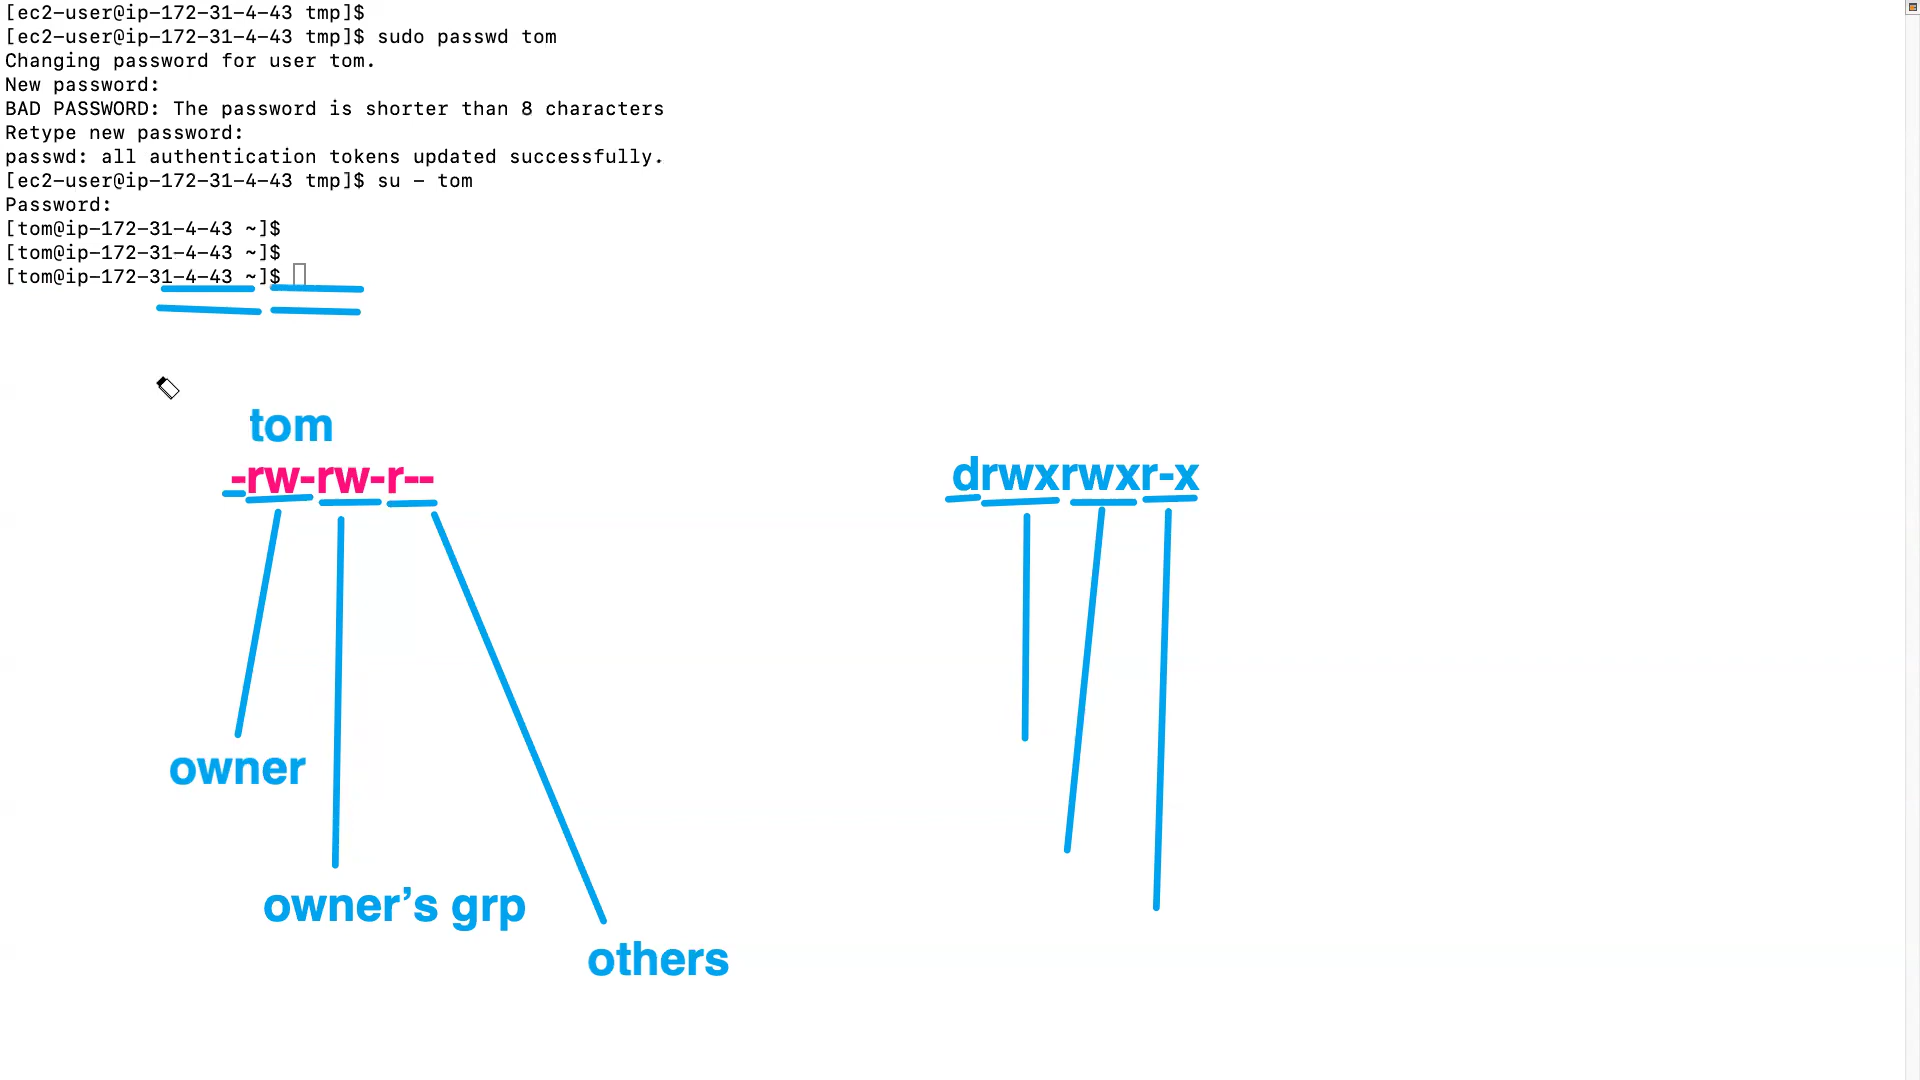 [ec2-user@ip-172-31-4-43 tmp]$
[ec2-user@ip-172-31-4-43 tmp]$ sudo passwd tom
Changing password for user tom.
New password:
BAD PASSWORD: The password is shorter than 8 characters
Retype new password:
passwd: all authentication tokens updated successfully.
[ec2-user@ip-172-31-4-43 tmp]$ su - tom
Password:
[tom@ip-172-31-4-43 ~]$
[tom@ip-172-31-4-43 ~]$
[tom@ip-172-31-4-43 ~]$
tom
-rw-rw-r--
drwxrwxr-x
owner
owner’s grp
others